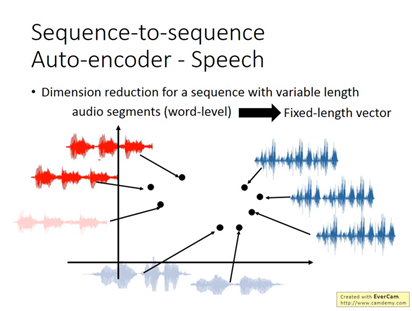 Sequence-to-sequence
Auto-encoder - Speech
• Dimension reduction for a sequence with variable length
audio segments (word-level) Fixed-length vector
Created with EverCam.
http://www.camdemy.com